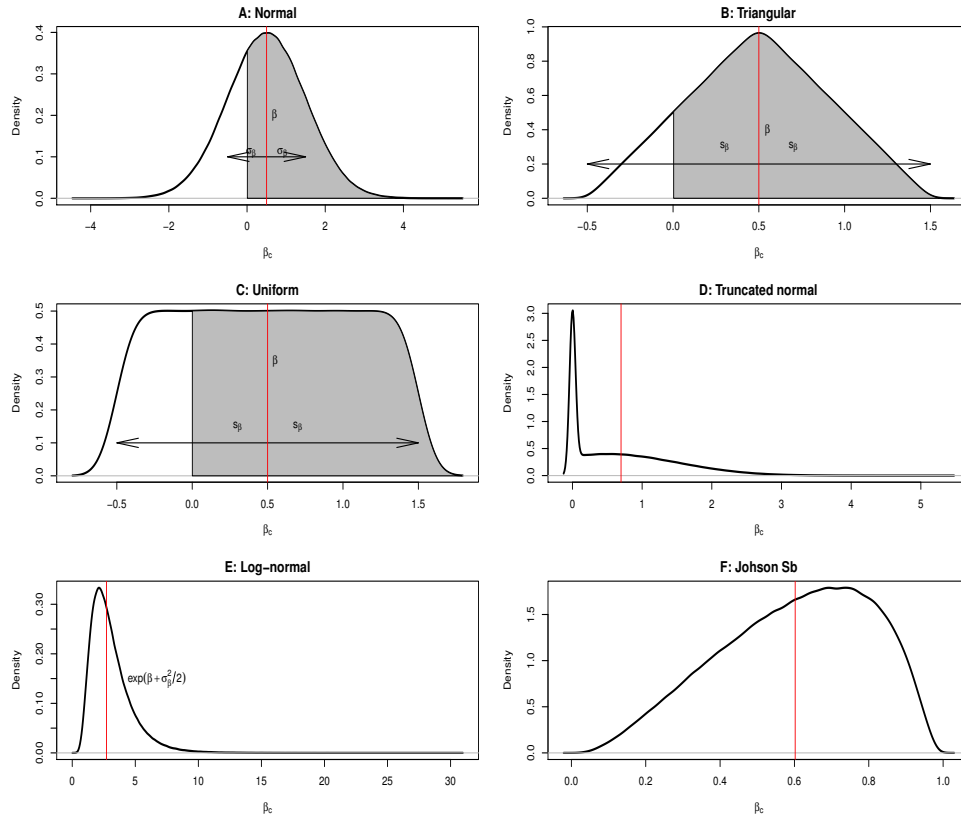 A: Normal
Density
0.0 0.1 0.2 0.3 0.4
β
σβ σβ
−4 −2 0 2 4
βc
B: Triangular
Density
0.0 0.2 0.4 0.6 0.8 1.0
β
sβ sβ
−0.5 0.0 0.5 1.0 1.5
βc
C: Uniform
Density
0.0 0.1 0.2 0.3 0.4 0.5
β
sβ sβ
−0.5 0.0 0.5 1.0 1.5
βc
D: Truncated normal
Density
0.0 0.5 1.0 1.5 2.0 2.5 3.0
0 1 2 3 4 5
βc
E: Log−normal
Density
0.00 0.10 0.20 0.30
exp(β+σβ²/2)
0 5 10 15 20 25 30
βc
F: Johson Sb
Density
0.0 0.5 1.0 1.5
0.0 0.2 0.4 0.6 0.8 1.0
βc